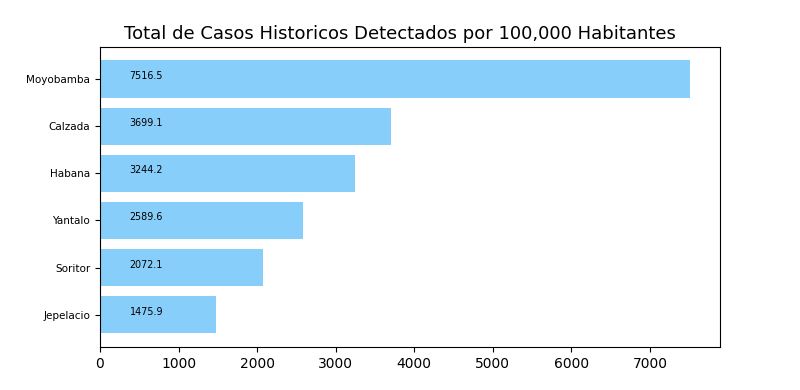 Total de Casos Historicos Detectados por 100,000 Habitantes
Moyobamba 7516.5
Calzada 3699.1
Habana 3244.2
Yantalo 2589.6
Soritor 2072.1
Jepelacio 1475.9
0 1000 2000 3000 4000 5000 6000 7000